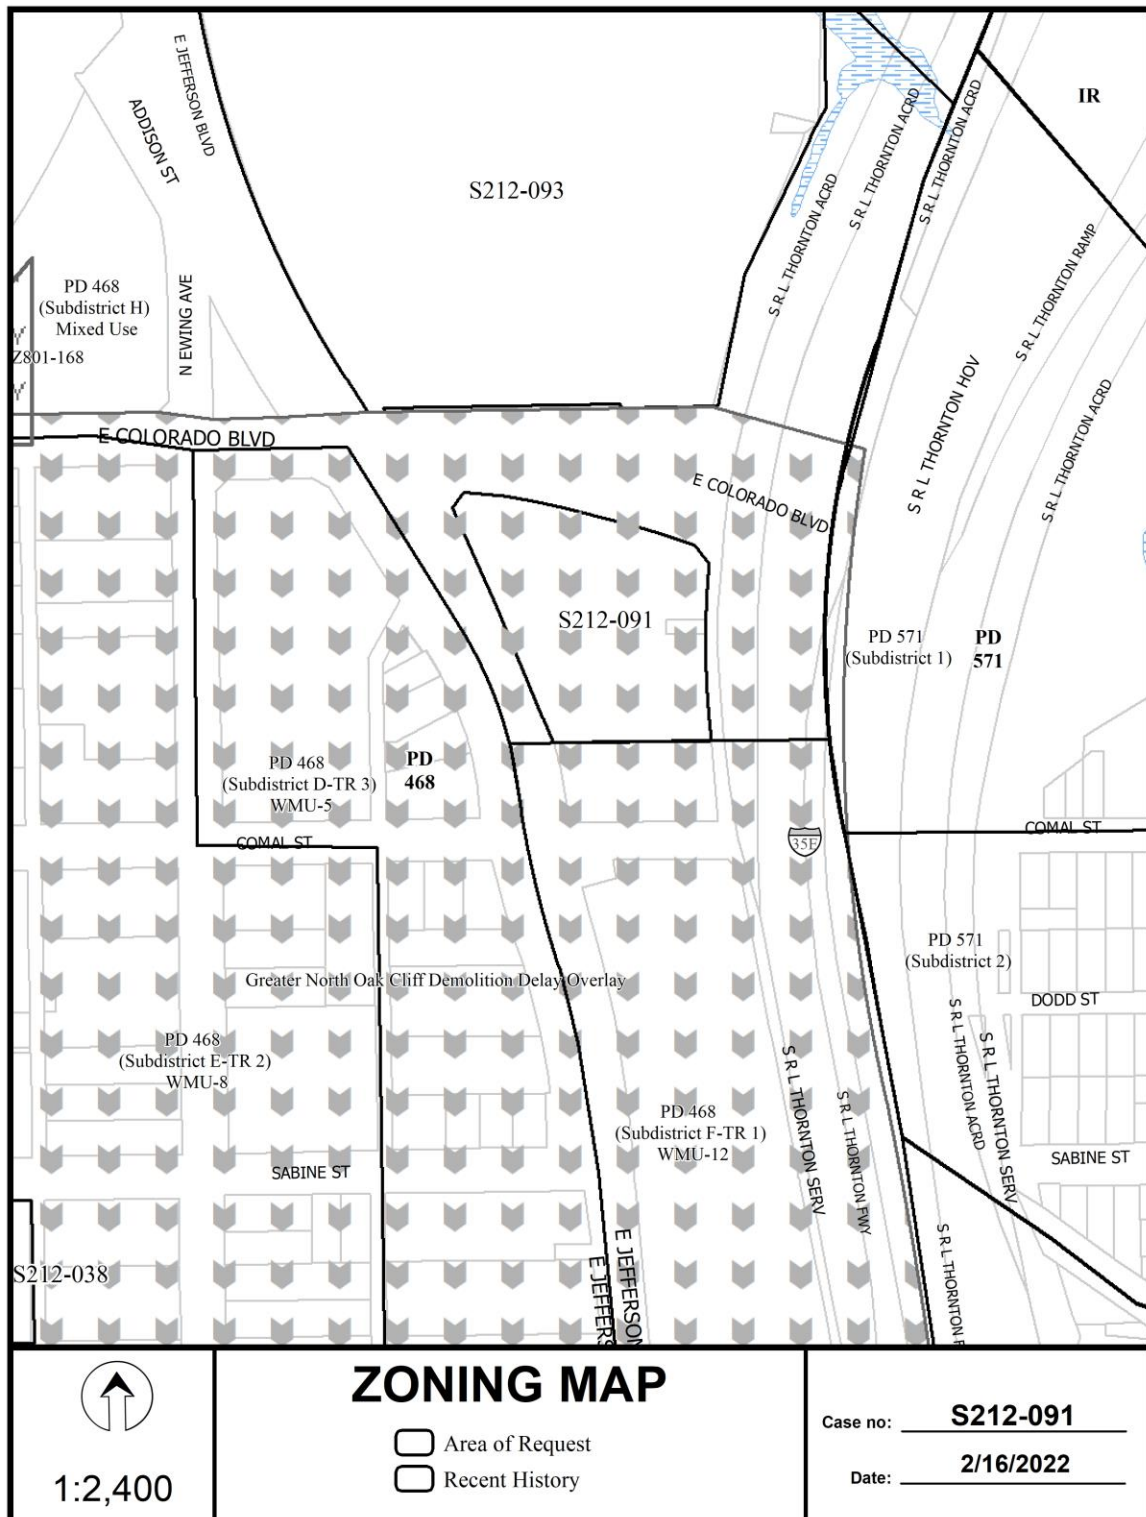 E JEFFERSON BLVD
ADDISON ST
S R L THORNTON ACRD
S R L THORNTON ACRD
S R L THORNTON ACRD
IR
S212-093
S R L THORNTON RAMP
PD 468
(Subdistrict H)
Mixed Use
N EWING AVE
Z801-168
S R L THORNTON HOV
S R L THORNTON ACRD
E COLORADO BLVD
E COLORADO BLVD
S212-091
PD 571
(Subdistrict 1)
PD
571
PD 468
(Subdistrict D-TR 3)
WMU-5
PD
468
COMAL ST
35E
COMAL ST
PD 571
(Subdistrict 2)
Greater North Oak Cliff Demolition Delay Overlay
DODD ST
PD 468
(Subdistrict E-TR 2)
WMU-8
S R L THORNTON ACRD
S R L THORNTON SERV
S R L THORNTON SERV
S R L THORNTON FWY
PD 468
(Subdistrict F-TR 1)
WMU-12
SABINE ST
SABINE ST
S212-038
E JEFFERS
E JEFFERSON
S R L THORNTON F
ZONING MAP
Area of Request
Recent History
1:2,400
Case no: S212-091
Date: 2/16/2022